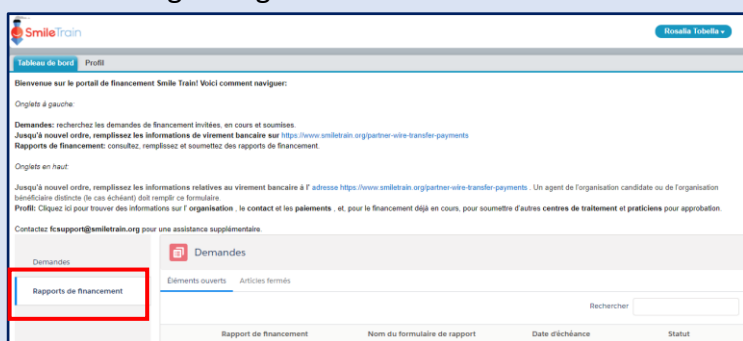 SmileTrain
Rosalia Tobella
Tableau de bord Profil
Bienvenue sur le portail de financement Smile Train! Voici comment naviguer:
Onglets à gauche:
Demandes: recherchez les demandes de financement invitées, en cours et soumises.
Jusqu'à nouvel ordre, remplissez les informations de virement bancaire sur https://www.smiletrain.org/partner-wire-transfer-payments
Rapports de financement: consultez, remplissez et soumettez des rapports de financement.
Onglets en haut:
Jusqu'à nouvel ordre, remplissez les informations relatives au virement bancaire à l' adresse https://www.smiletrain.org/partner-wire-transfer-payments . Un agent de l'organisation candidate ou de l'organisation
bénéficiaire distincte (le cas échéant) doit remplir ce formulaire.
Profil: Cliquez ici pour trouver des informations sur l' organisation , le contact et les paiements , et, pour le financement déjà en cours, pour soumettre d'autres centres de traitement et praticiens pour approbation.
Contactez fcsupport@smiletrain.org pour une assistance supplémentaire.
Demandes
Rapports de financement
Demandes
Éléments ouverts Articles fermés
Rechercher
Rapport de financement Nom du formulaire de rapport Date d'échéance Statut